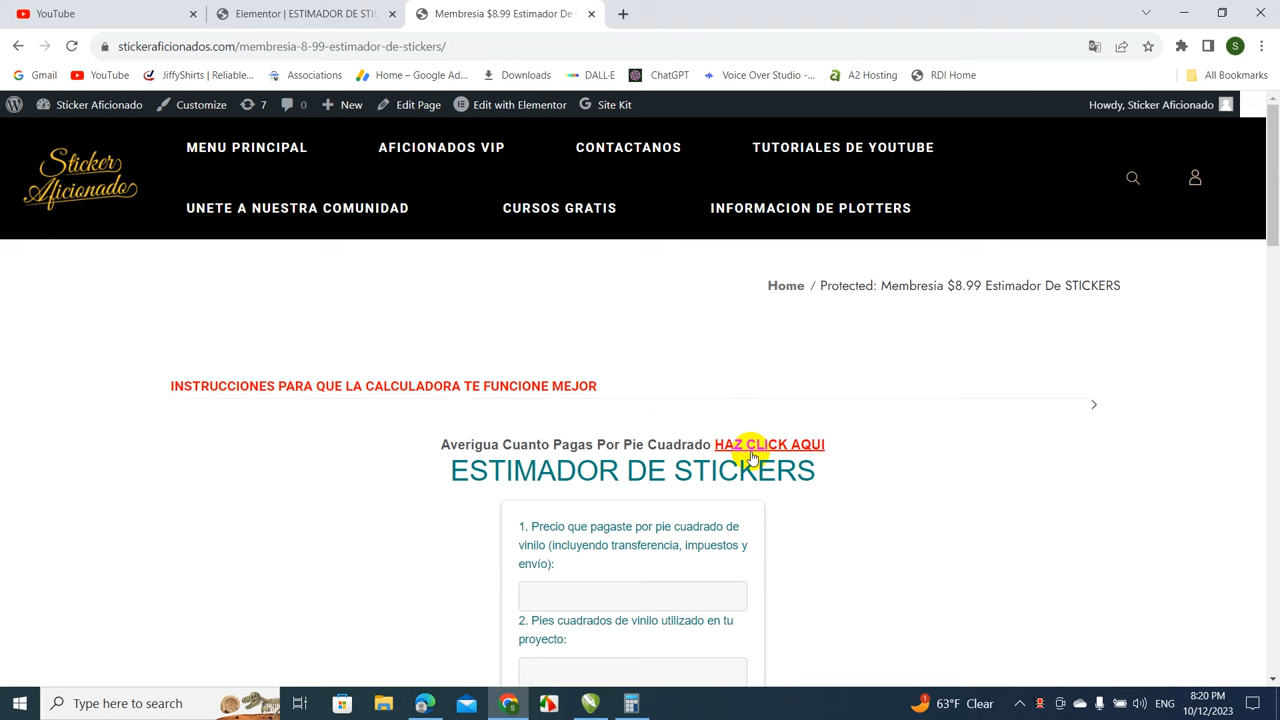 YouTube
Elementor | ESTIMADOR DE STIC
Membresia $8.99 Estimador De
stickeraficionados.com/membresia-8-99-estimador-de-stickers/
S
Gmail
YouTube
JiffyShirts | Reliable...
Associations
Home – Google Ad...
Downloads
DALL·E
ChatGPT
Voice Over Studio -...
A2 Hosting
RDI Home
All Bookmarks
Sticker Aficionado
Customize
7
0
New
Edit Page
Edit with Elementor
Site Kit
Howdy, Sticker Aficionado
Sticker
Aficionado
MENU PRINCIPAL
AFICIONADOS VIP
CONTACTANOS
TUTORIALES DE YOUTUBE
UNETE A NUESTRA COMUNIDAD
CURSOS GRATIS
INFORMACION DE PLOTTERS
Home / Protected: Membresia $8.99 Estimador De STICKERS
INSTRUCCIONES PARA QUE LA CALCULADORA TE FUNCIONE MEJOR
Averigua Cuanto Pagas Por Pie Cuadrado HAZ CLICK AQUI
ESTIMADOR DE STICKERS
1. Precio que pagaste por pie cuadrado de
vinilo (incluyendo transferencia, impuestos y
envío):
2. Pies cuadrados de vinilo utilizado en tu
proyecto:
Type here to search
63°F Clear
ENG
8:20 PM
10/12/2023